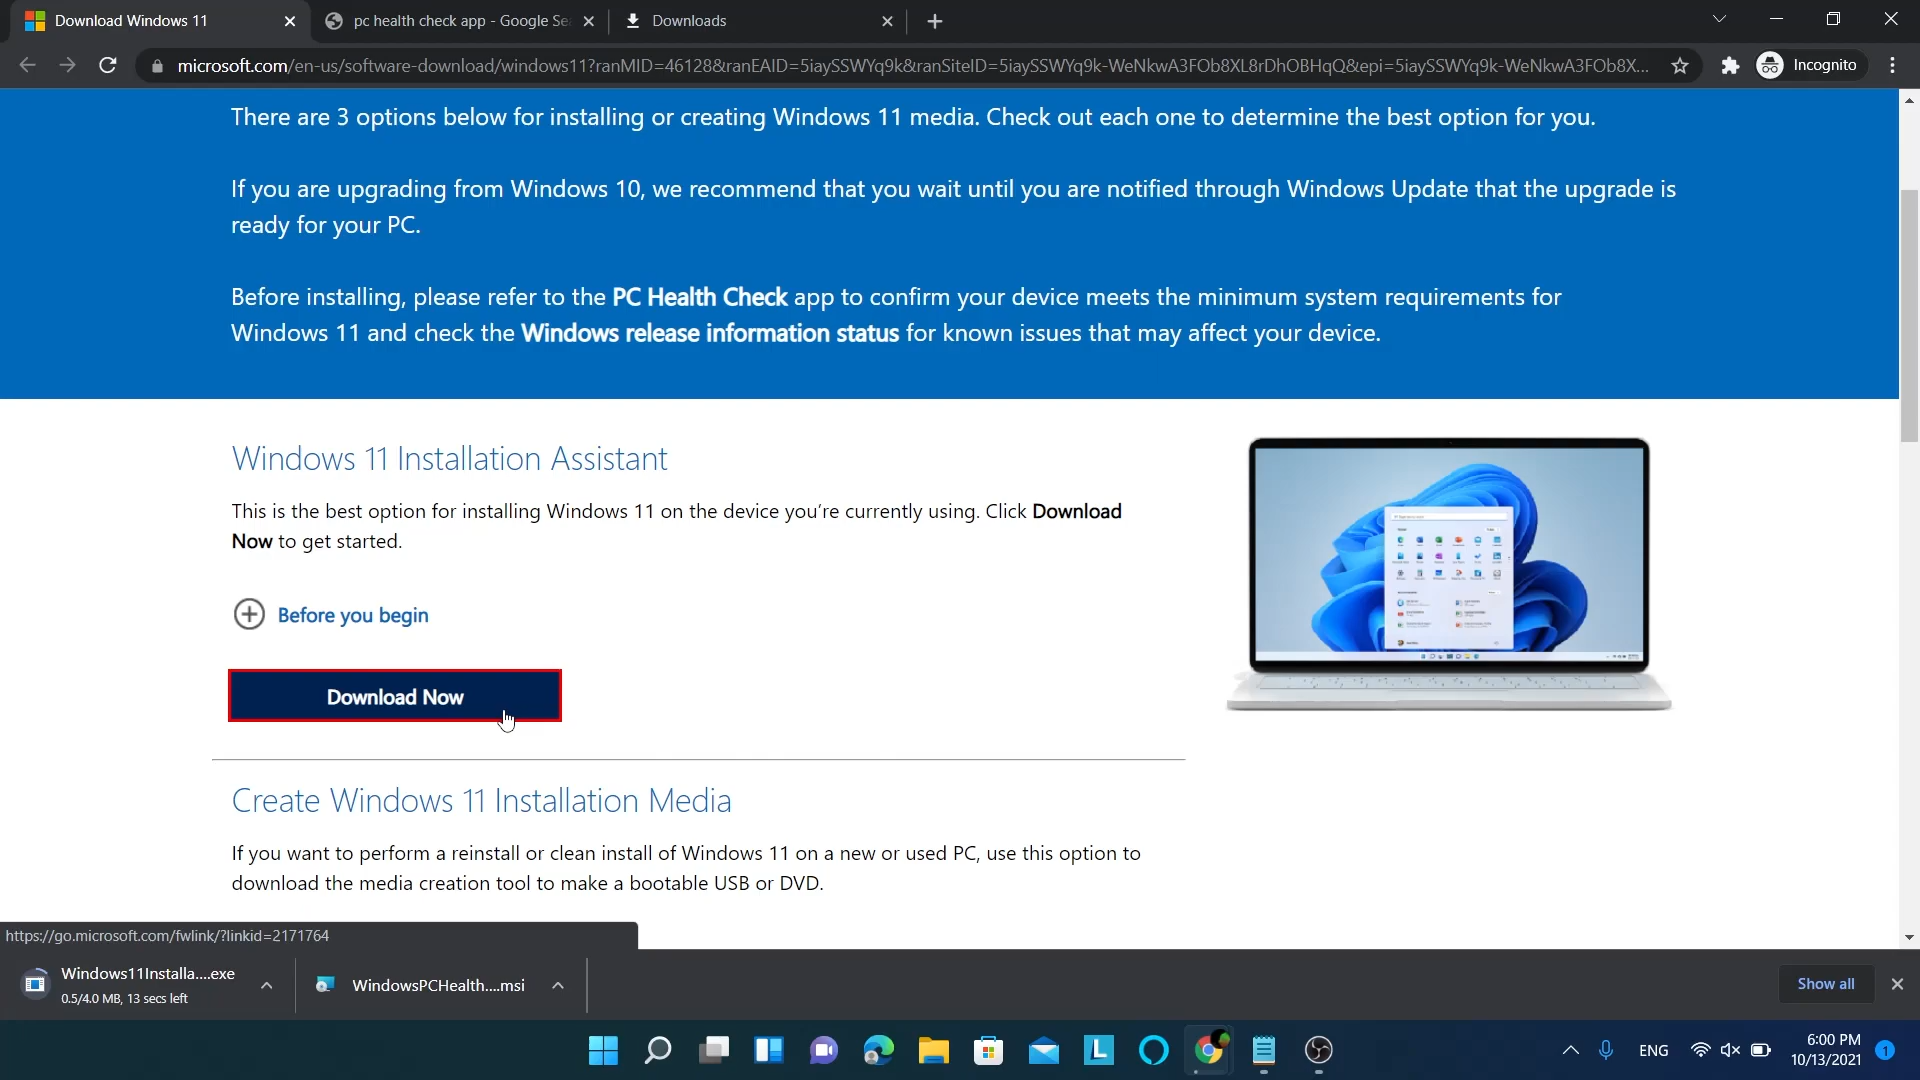 Download Windows 11
pc health check app - Google Se
Downloads
microsoft.com/en-us/software-download/windows11?ranMID=46128&ranEAID=5iaySSWYq9k&ranSiteID=5iaySSWYq9k-WeNkwA3FOb8XL8rDhOBHqQ&epi=5iaySSWYq9k-WeNkwA3FOb8X...
Incognito
There are 3 options below for installing or creating Windows 11 media. Check out each one to determine the best option for you.
If you are upgrading from Windows 10, we recommend that you wait until you are notified through Windows Update that the upgrade is
ready for your PC.
Before installing, please refer to the PC Health Check app to confirm your device meets the minimum system requirements for
Windows 11 and check the Windows release information status for known issues that may affect your device.
Windows 11 Installation Assistant
This is the best option for installing Windows 11 on the device you're currently using. Click Download
Now to get started.
Before you begin
Download Now
Create Windows 11 Installation Media
If you want to perform a reinstall or clean install of Windows 11 on a new or used PC, use this option to
download the media creation tool to make a bootable USB or DVD.
https://go.microsoft.com/fwlink/?linkid=2171764
Windows11Installa....exe
0.5/4.0 MB, 13 secs left
WindowsPCHealth....msi
Show all
L
ENG
6:00 PM
10/13/2021
1